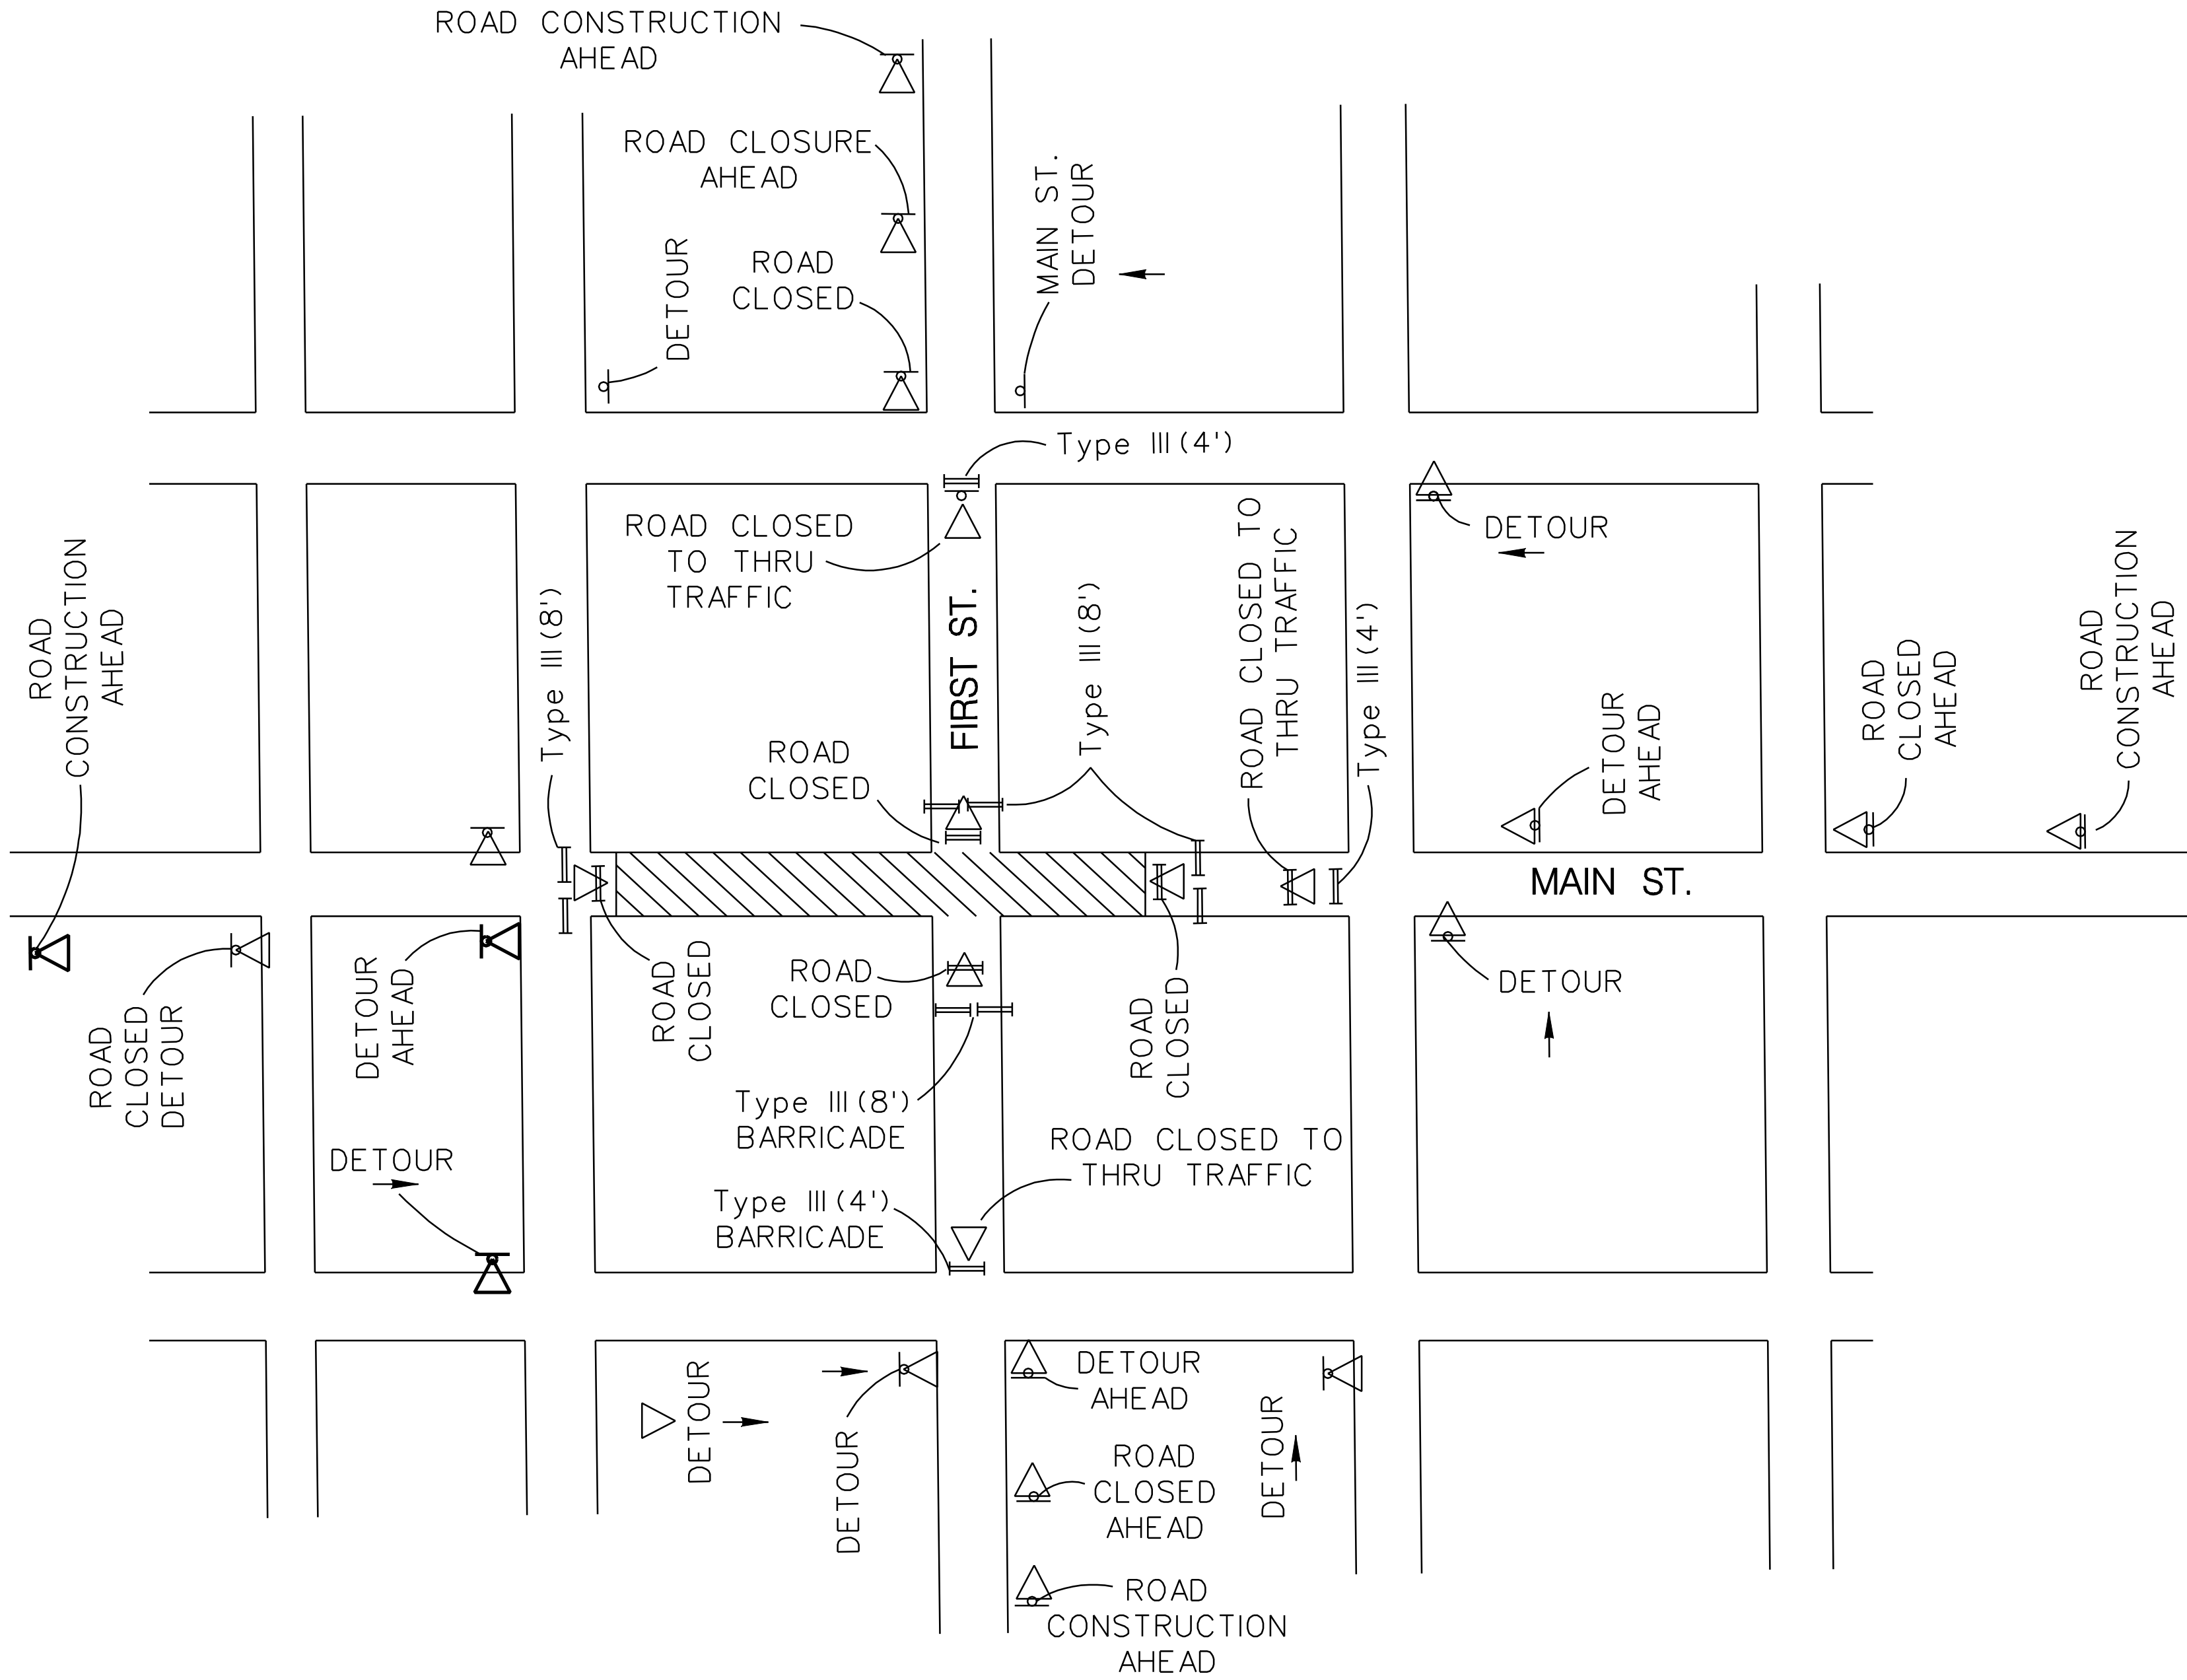 ROAD CONSTRUCTION
AHEAD
ROAD CLOSURE
AHEAD
MAIN ST.
DETOUR
DETOUR
ROAD
CLOSED
Type III(4')
ROAD CLOSED
TO THRU
TRAFFIC
ROAD CLOSED TO
THRU TRAFFIC
DETOUR
ROAD
CONSTRUCTION
AHEAD
Type III(8')
FIRST ST.
Type III(8')
Type III(4')
DETOUR
AHEAD
ROAD
CLOSED
AHEAD
ROAD
CONSTRUCTION
AHEAD
ROAD
CLOSED
MAIN ST.
ROAD
CLOSED
DETOUR
DETOUR
AHEAD
ROAD
CLOSED
ROAD
CLOSED
ROAD
CLOSED
DETOUR
Type III(8')
BARRICADE
ROAD CLOSED TO
THRU TRAFFIC
DETOUR
Type III(4')
BARRICADE
DETOUR
DETOUR
DETOUR
AHEAD
DETOUR
ROAD
CLOSED
AHEAD
ROAD
CONSTRUCTION
AHEAD